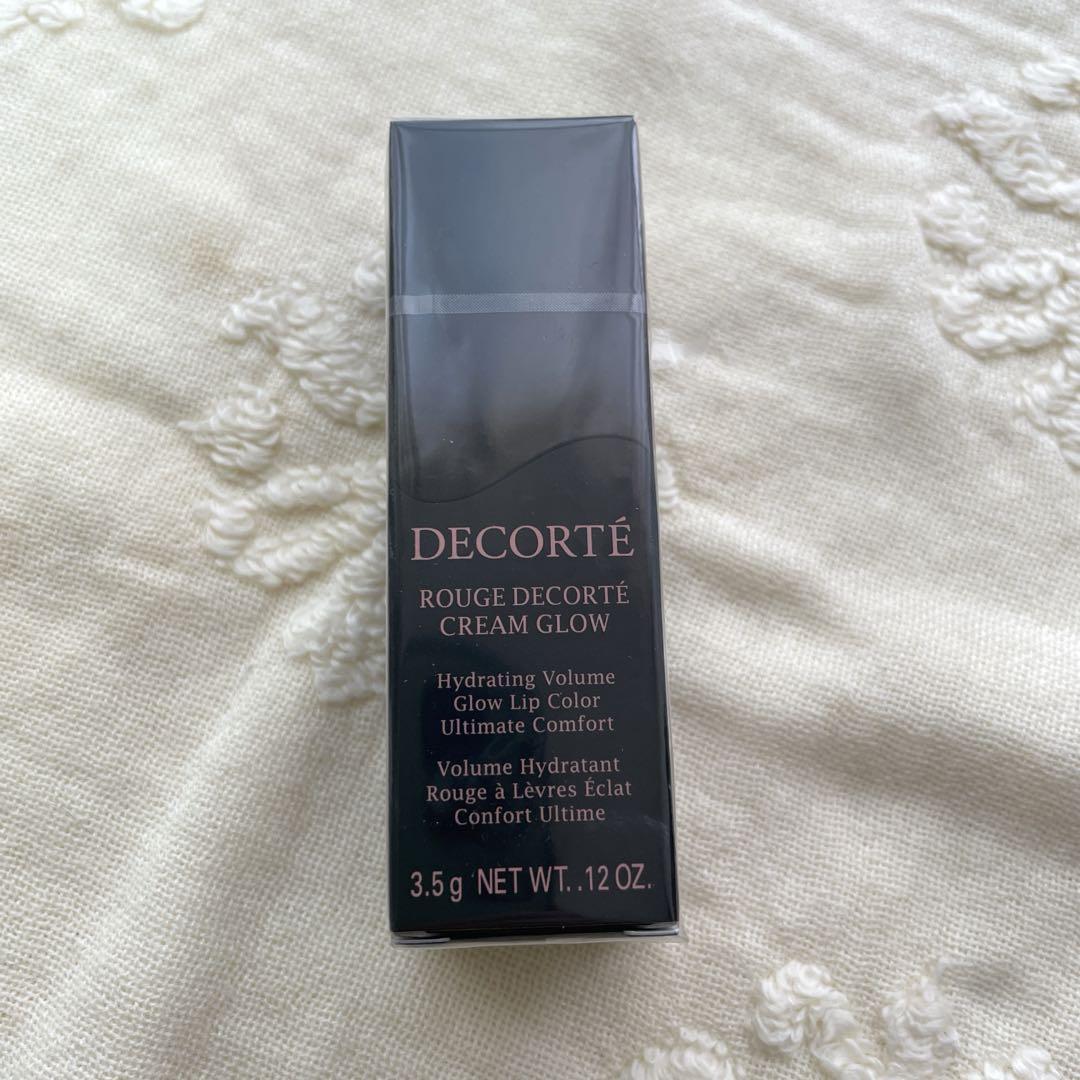 DECORTÉ
ROUGE DECORTÉ
CREAM GLOW
Hydrating Volume
Glow Lip Color
Ultimate Comfort
Volume Hydratant
Rouge à Lèvres Éclat
Confort Ultime
3.5 g NET WT. .12 OZ.